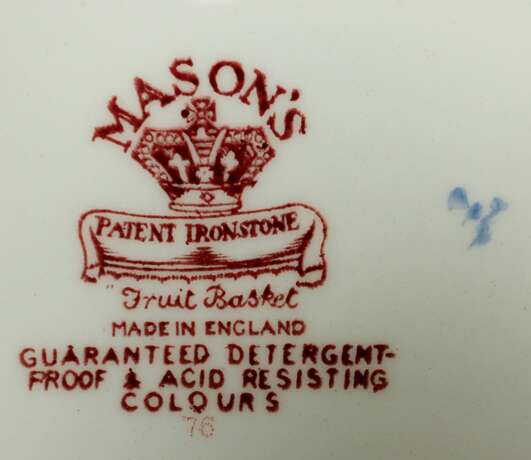 MASON'S
PATENT IRONSTONE
"Fruit Basket"
MADE IN ENGLAND
GUARANTEED DETERGENT-
PROOF & ACID RESISTING
COLOURS
76